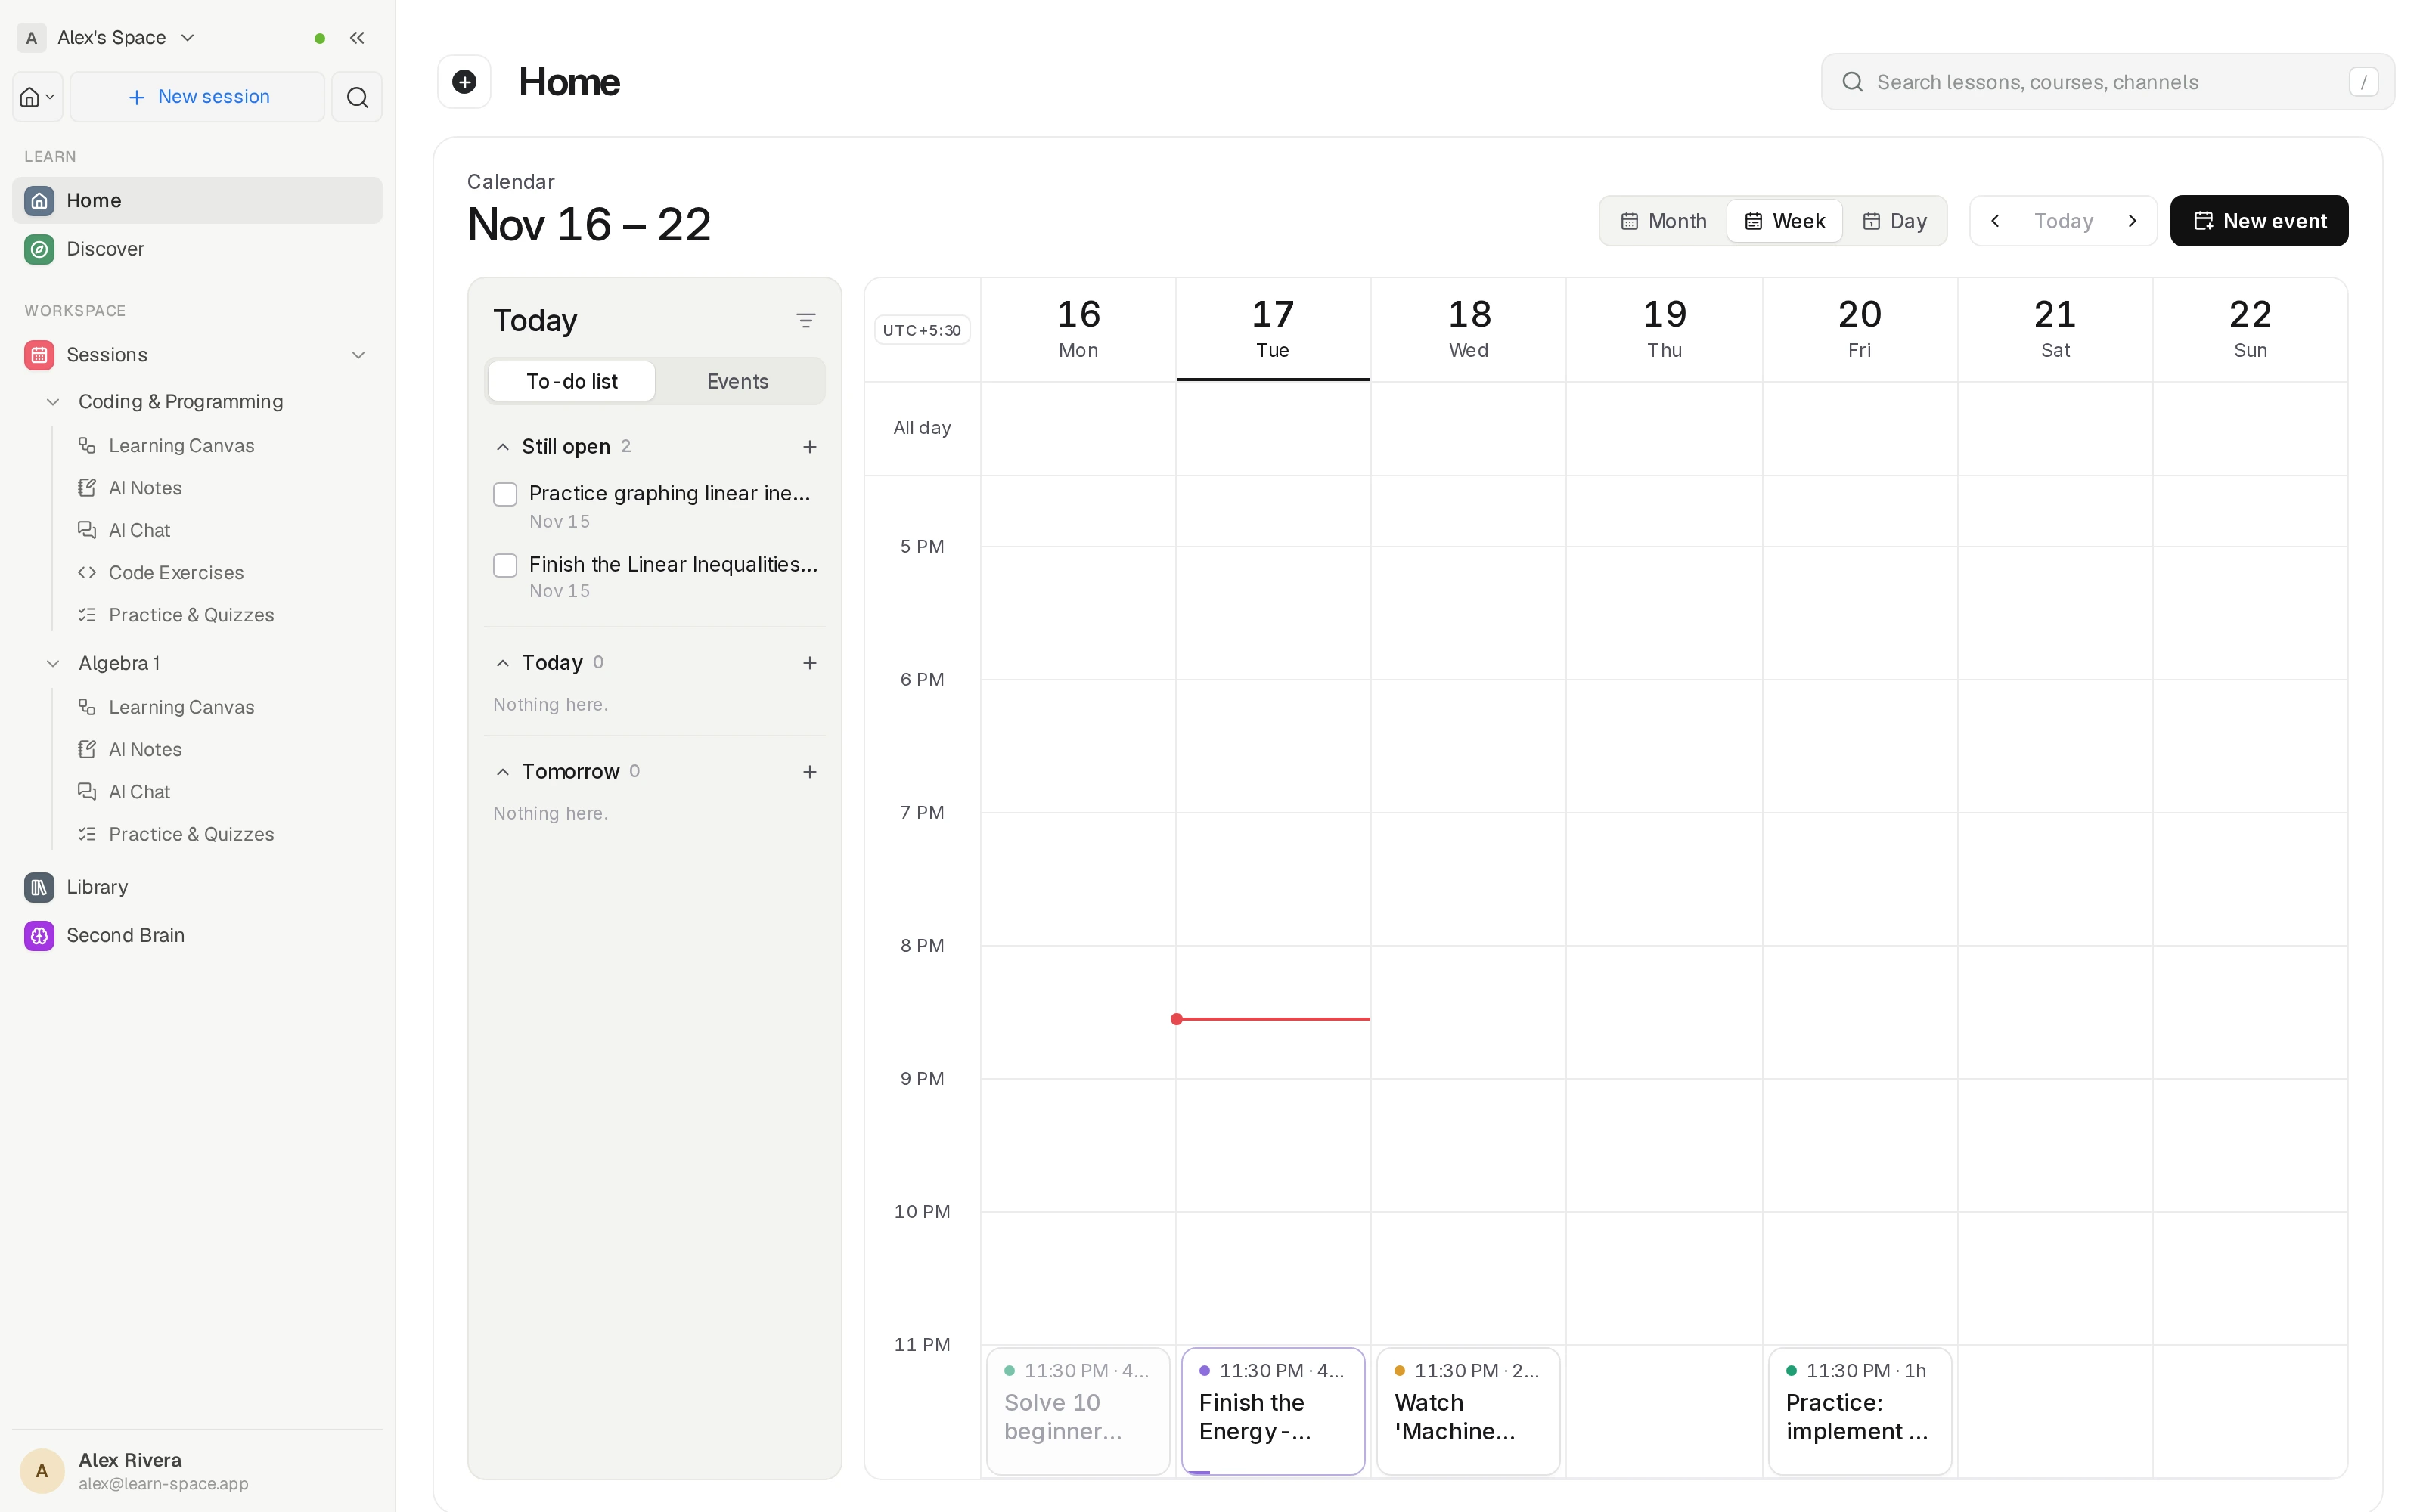 A
Alex's Space
New session
LEARN
Home
Discover
WORKSPACE
Sessions
Coding & Programming
Learning Canvas
AI Notes
AI Chat
Code Exercises
Practice & Quizzes
Algebra 1
Learning Canvas
AI Notes
AI Chat
Practice & Quizzes
Library
Second Brain
A
Alex Rivera
alex@learn-space.app
Home
Search lessons, courses, channels
/
Calendar
Nov 16 – 22
Month
Week
Day
Today
New event
Today
To-do list
Events
Still open 2
Practice graphing linear ine...
Nov 15
Finish the Linear Inequalities...
Nov 15
Today 0
Nothing here.
Tomorrow 0
Nothing here.
UTC+5:30
16
Mon
17
Tue
18
Wed
19
Thu
20
Fri
21
Sat
22
Sun
All day
5 PM
6 PM
7 PM
8 PM
9 PM
10 PM
11 PM
11:30 PM · 4...
Solve 10
beginner...
11:30 PM · 4...
Finish the
Energy-...
11:30 PM · 2...
Watch
'Machine...
11:30 PM · 1h
Practice:
implement ...